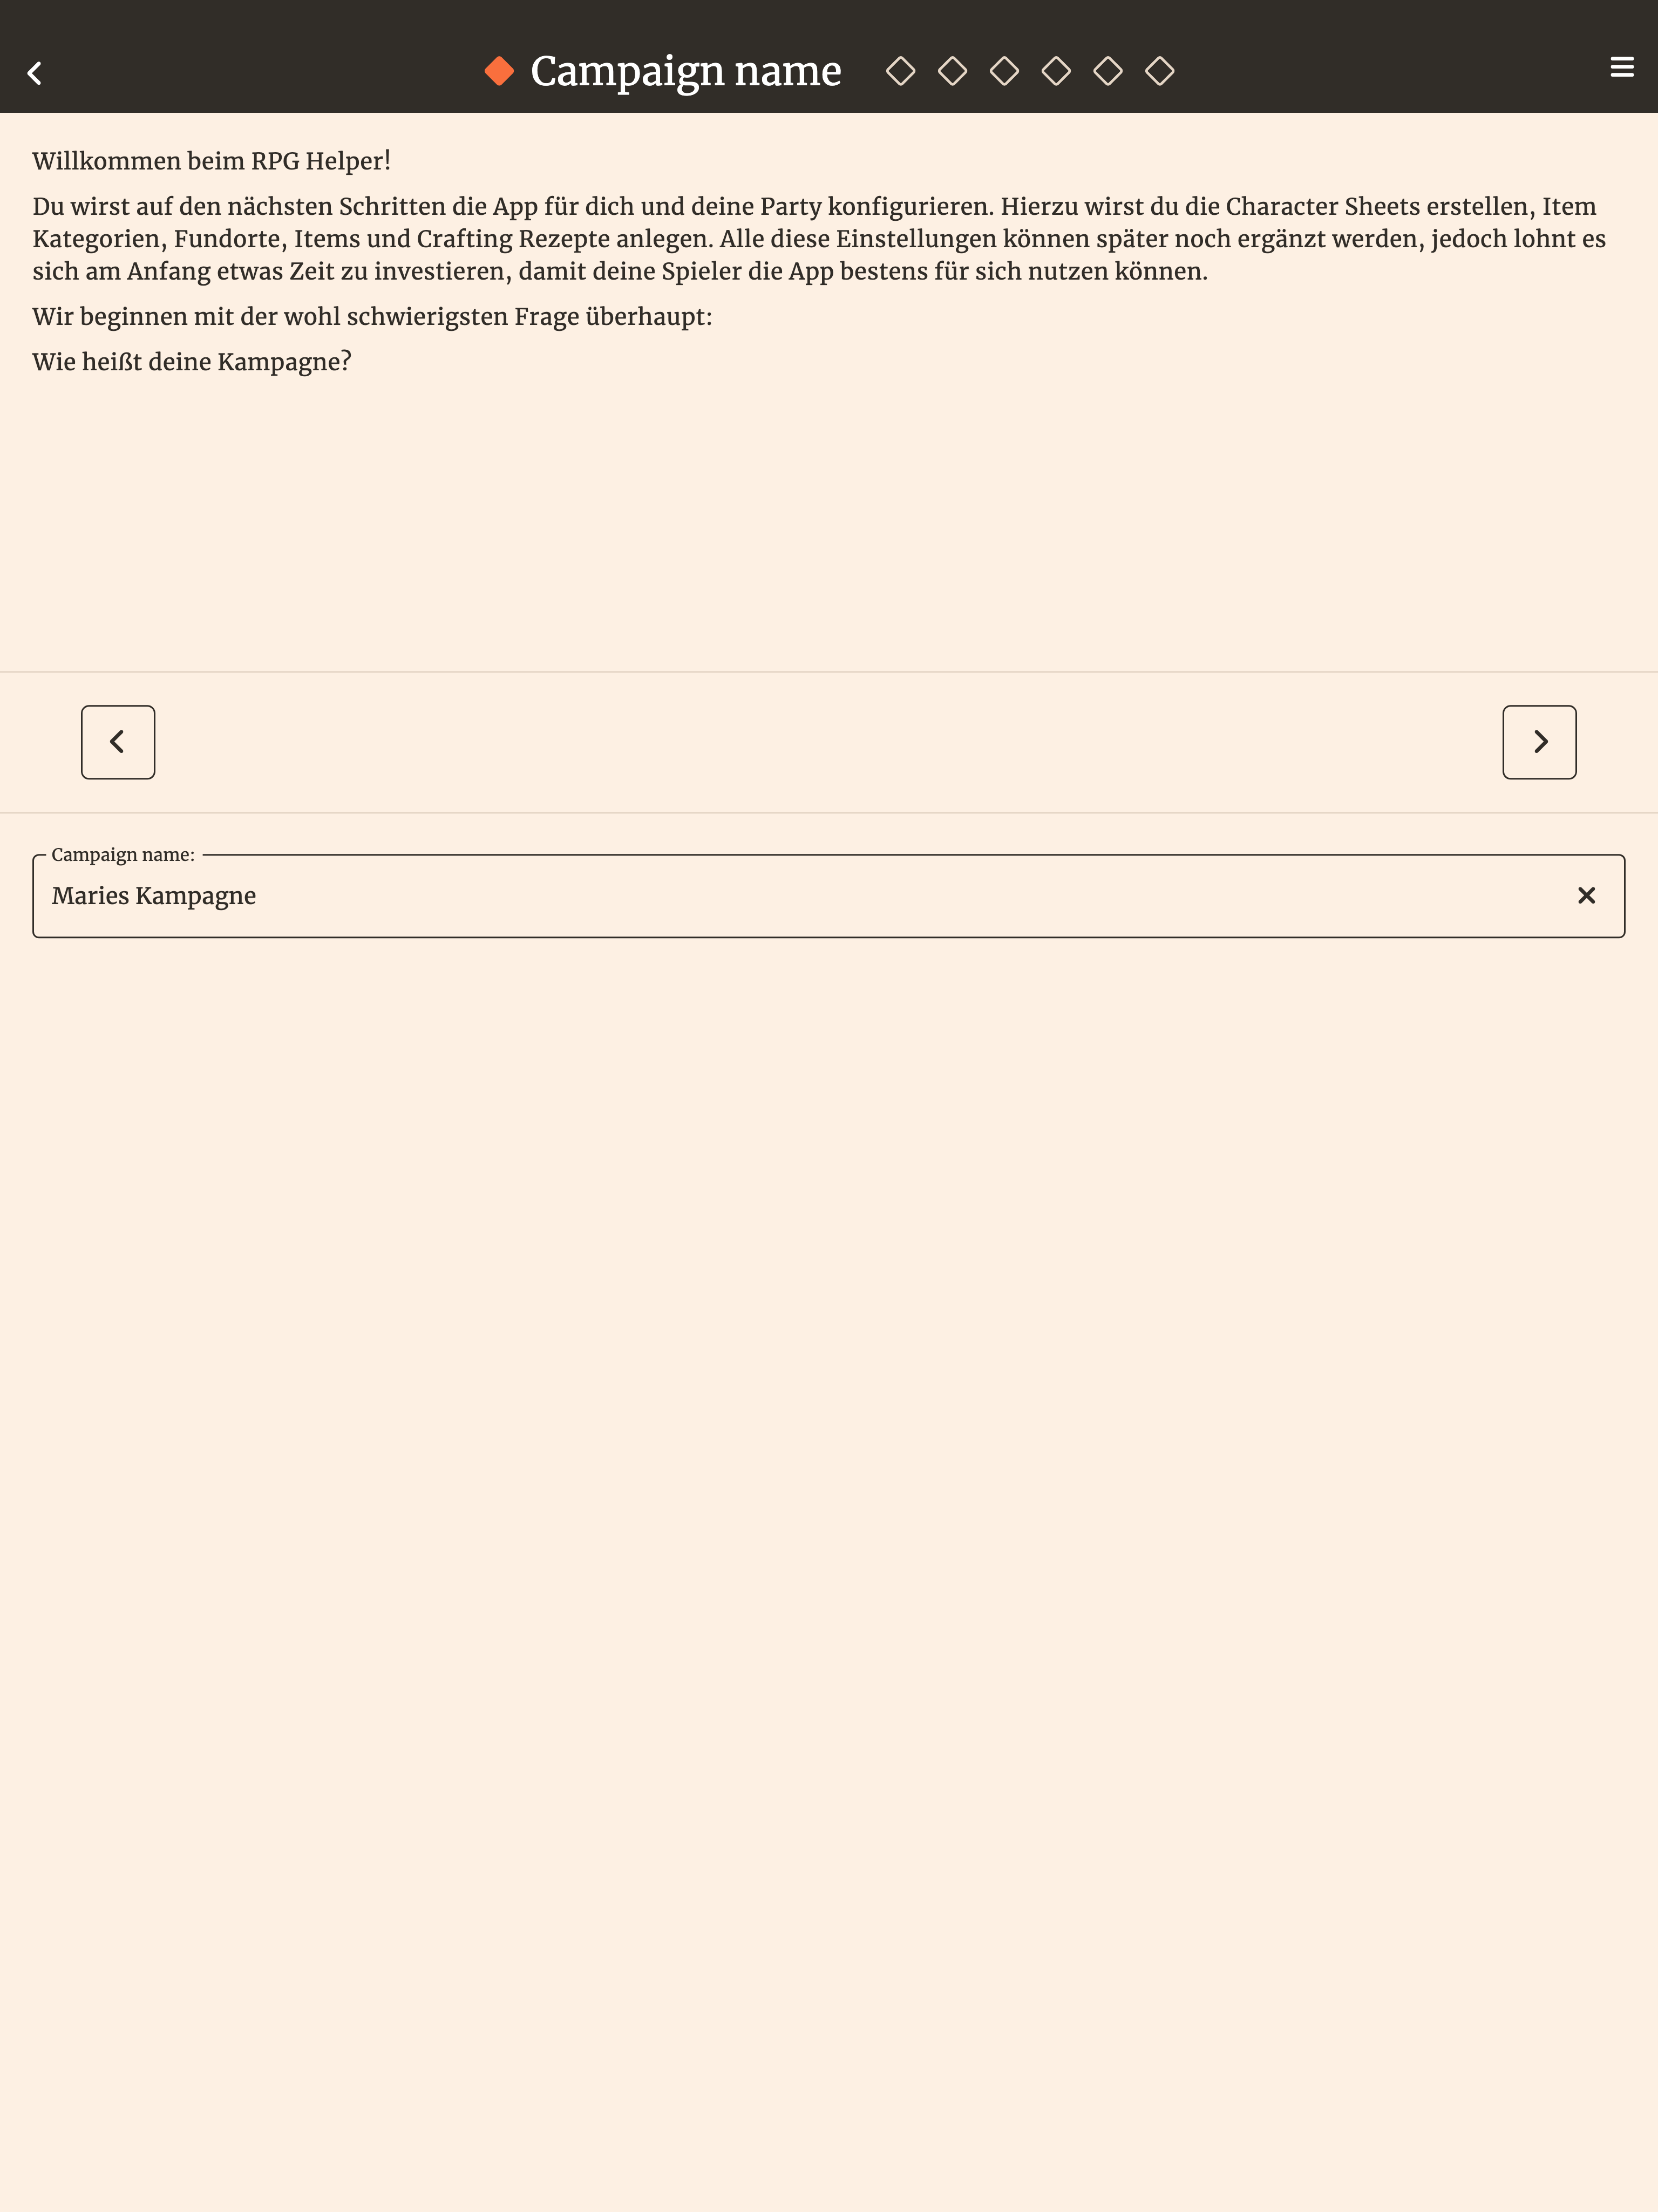 Campaign name
Willkommen beim RPG Helper!
Du wirst auf den nächsten Schritten die App für dich und deine Party konfigurieren. Hierzu wirst du die Character Sheets erstellen, Item
Kategorien, Fundorte, Items und Crafting Rezepte anlegen. Alle diese Einstellungen können später noch ergänzt werden, jedoch lohnt es
sich am Anfang etwas Zeit zu investieren, damit deine Spieler die App bestens für sich nutzen können.
Wir beginnen mit der wohl schwierigsten Frage überhaupt:
Wie heißt deine Kampagne?
Campaign name:
Maries Kampagne